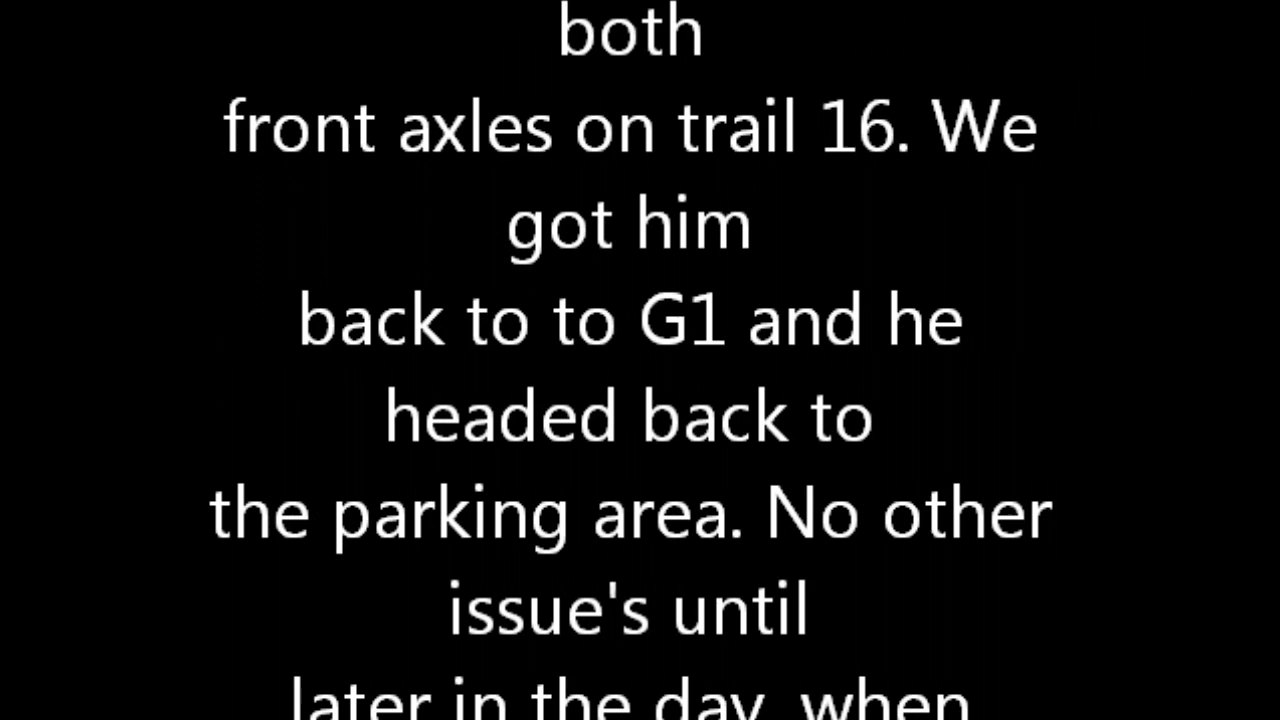 both
front axles on trail 16. We
got him
back to to G1 and he
headed back to
the parking area. No other
issue's until
later in the day, when